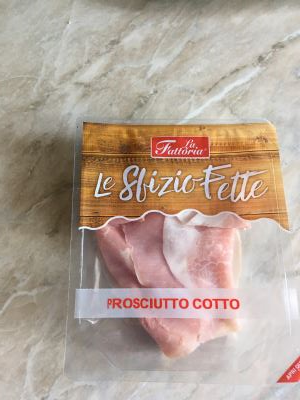 La
Fattoria
Le Sfizio Fette
PROSCIUTTO COTTO